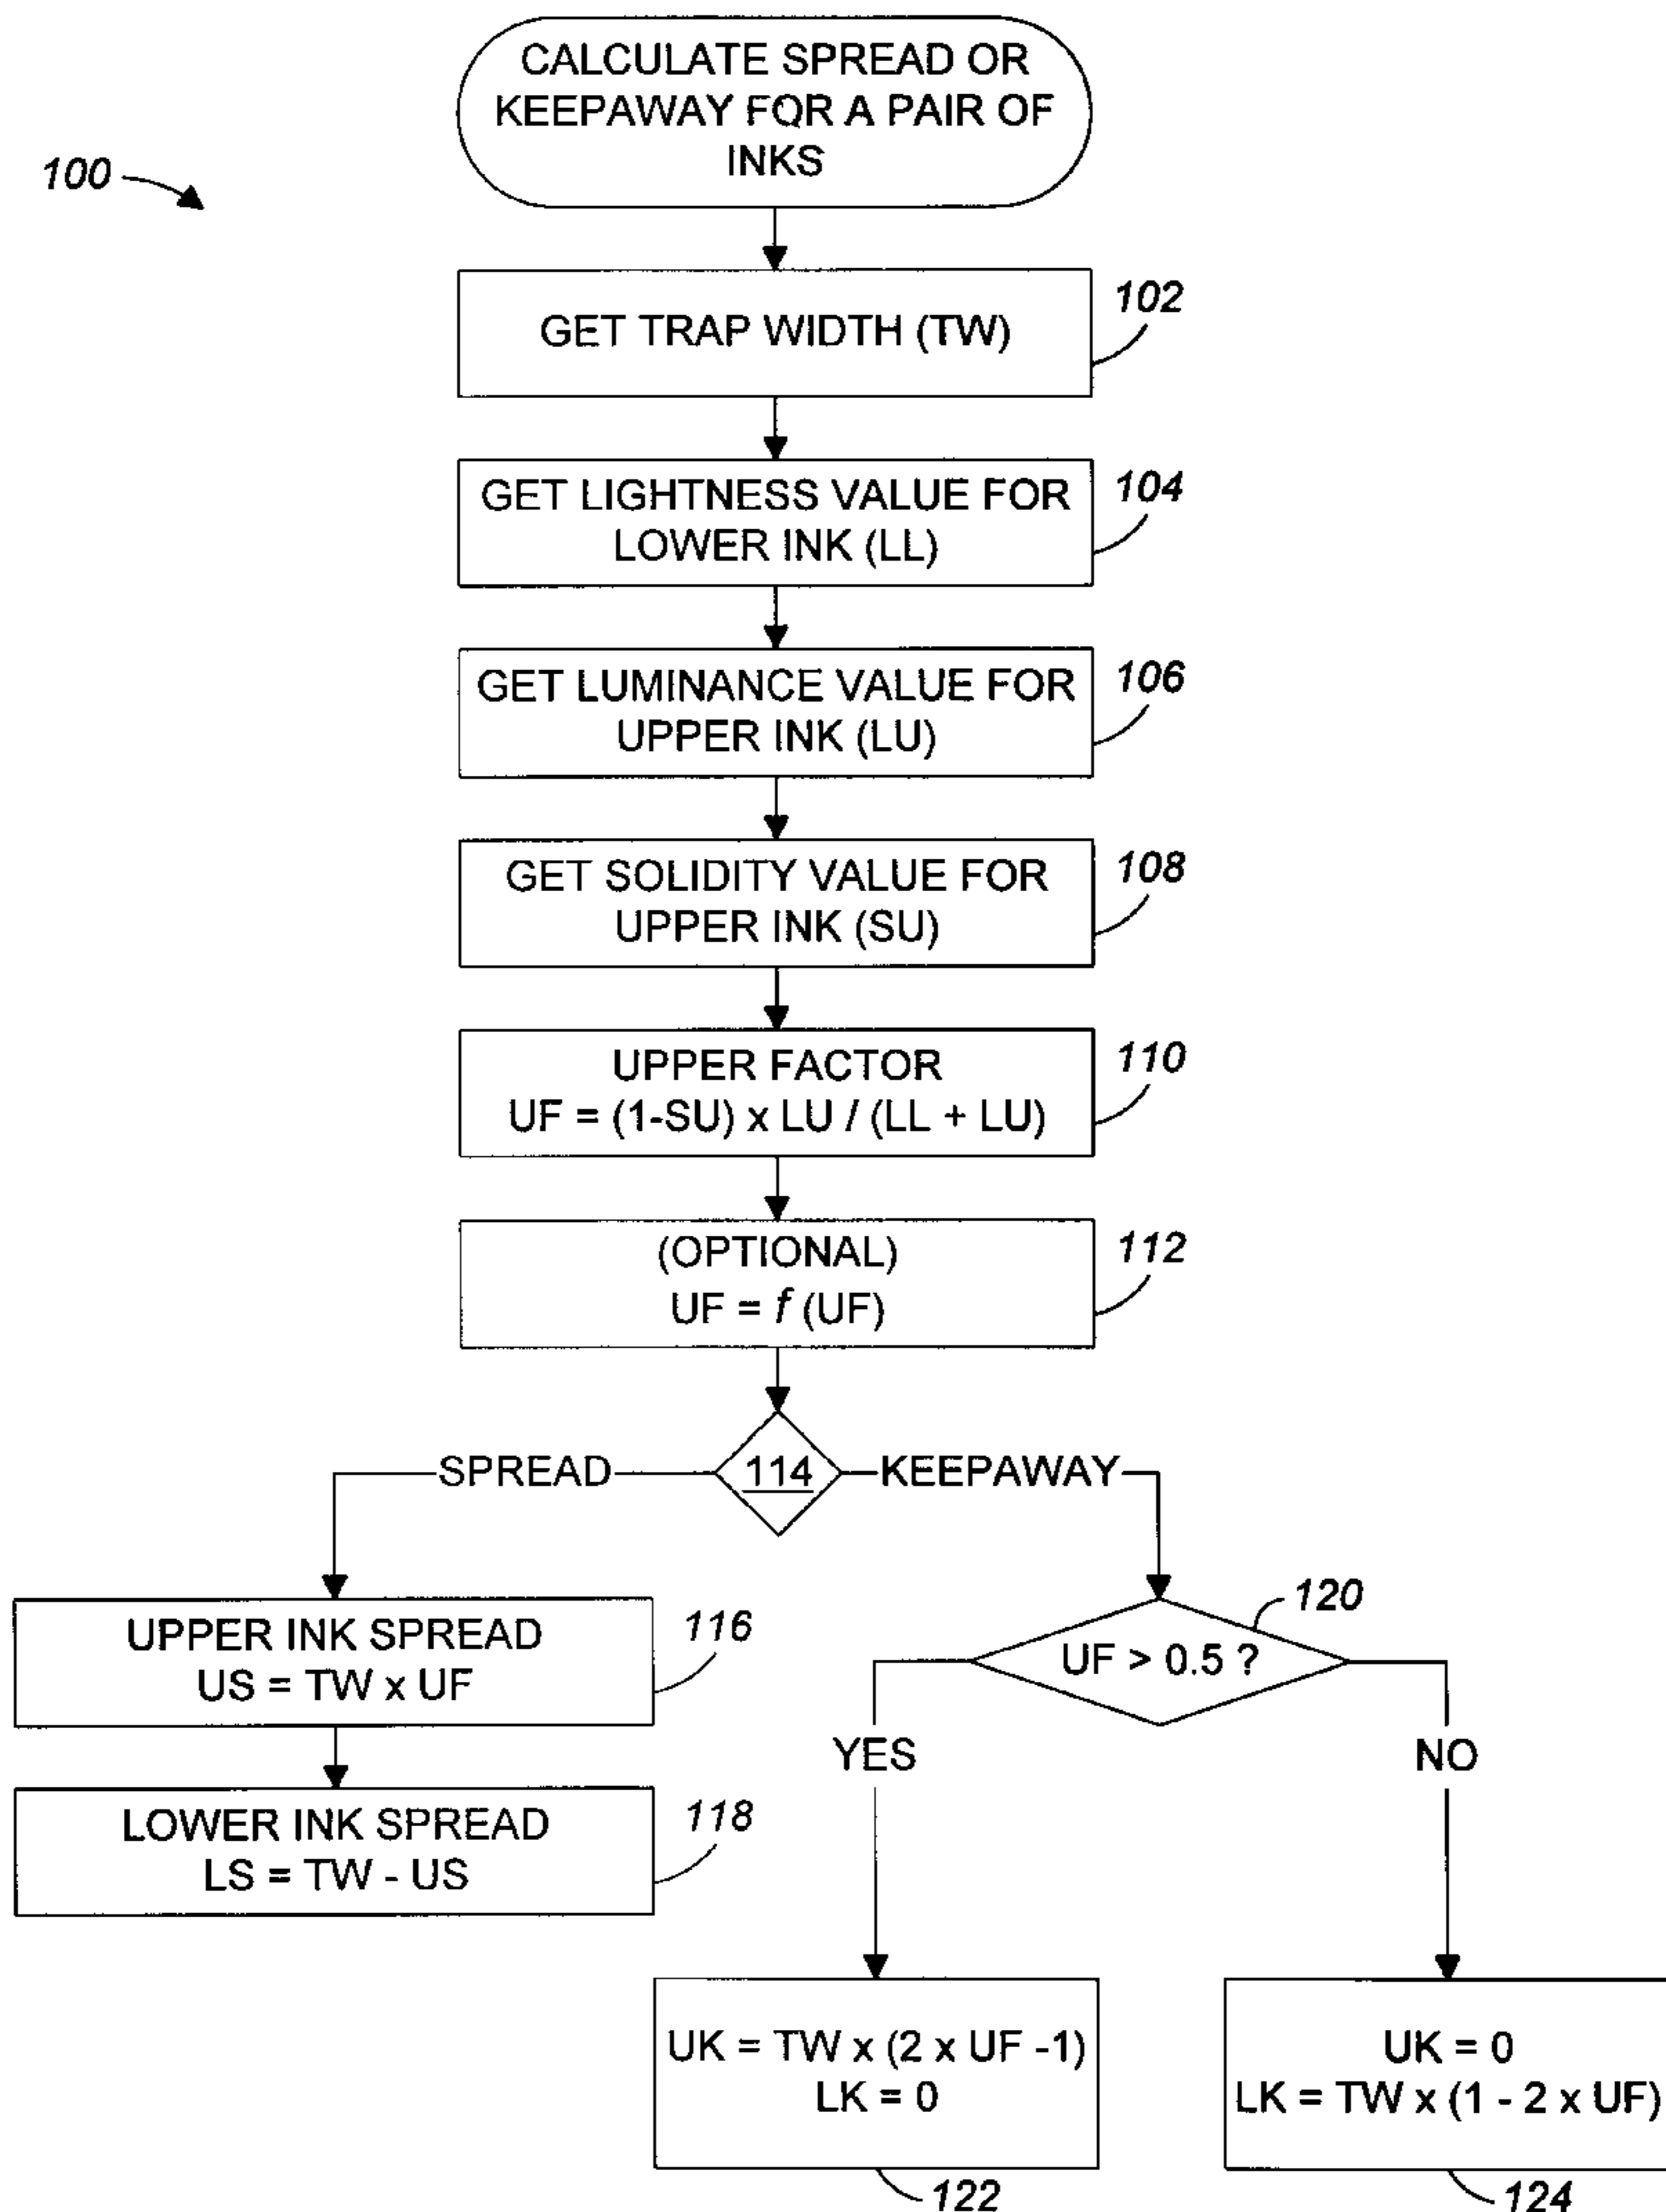 CALCULATE SPREAD OR
KEEPAWAY FOR A PAIR OF
INKS
100
GET TRAP WIDTH (TW)
102
GET LIGHTNESS VALUE FOR
LOWER INK (LL)
104
GET LUMINANCE VALUE FOR
UPPER INK (LU)
106
GET SOLIDITY VALUE FOR
UPPER INK (SU)
108
UPPER FACTOR
UF = (1-SU) x LU / (LL + LU)
110
(OPTIONAL)
UF = f (UF)
112
SPREAD
114
KEEPAWAY
UPPER INK SPREAD
US = TW x UF
116
UF > 0.5 ?
120
YES
NO
LOWER INK SPREAD
LS = TW - US
118
UK = TW x (2 x UF -1)
LK = 0
122
UK = 0
LK = TW x (1 - 2 x UF)
124